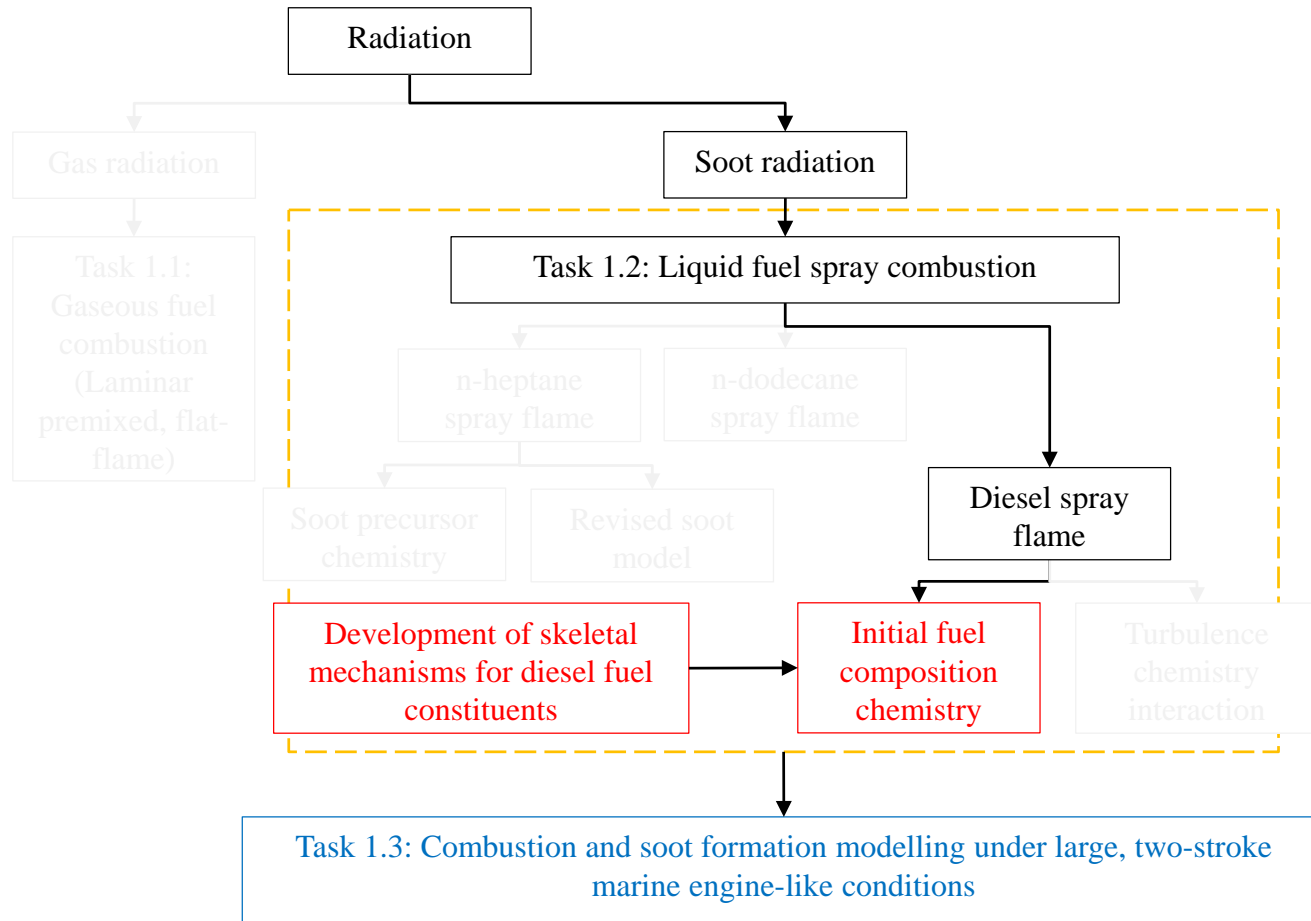 Radiation
Gas radiation
Soot radiation
Task 1.1:
Gaseous fuel
combustion
(Laminar
premixed, flat-
flame)
Task 1.2: Liquid fuel spray combustion
n-heptane
spray flame
n-dodecane
spray flame
Diesel spray
flame
Soot precursor
chemistry
Revised soot
model
Development of skeletal
mechanisms for diesel fuel
constituents
Initial fuel
composition
chemistry
Turbulence
chemistry
interaction
Task 1.3: Combustion and soot formation modelling under large, two-stroke
marine engine-like conditions